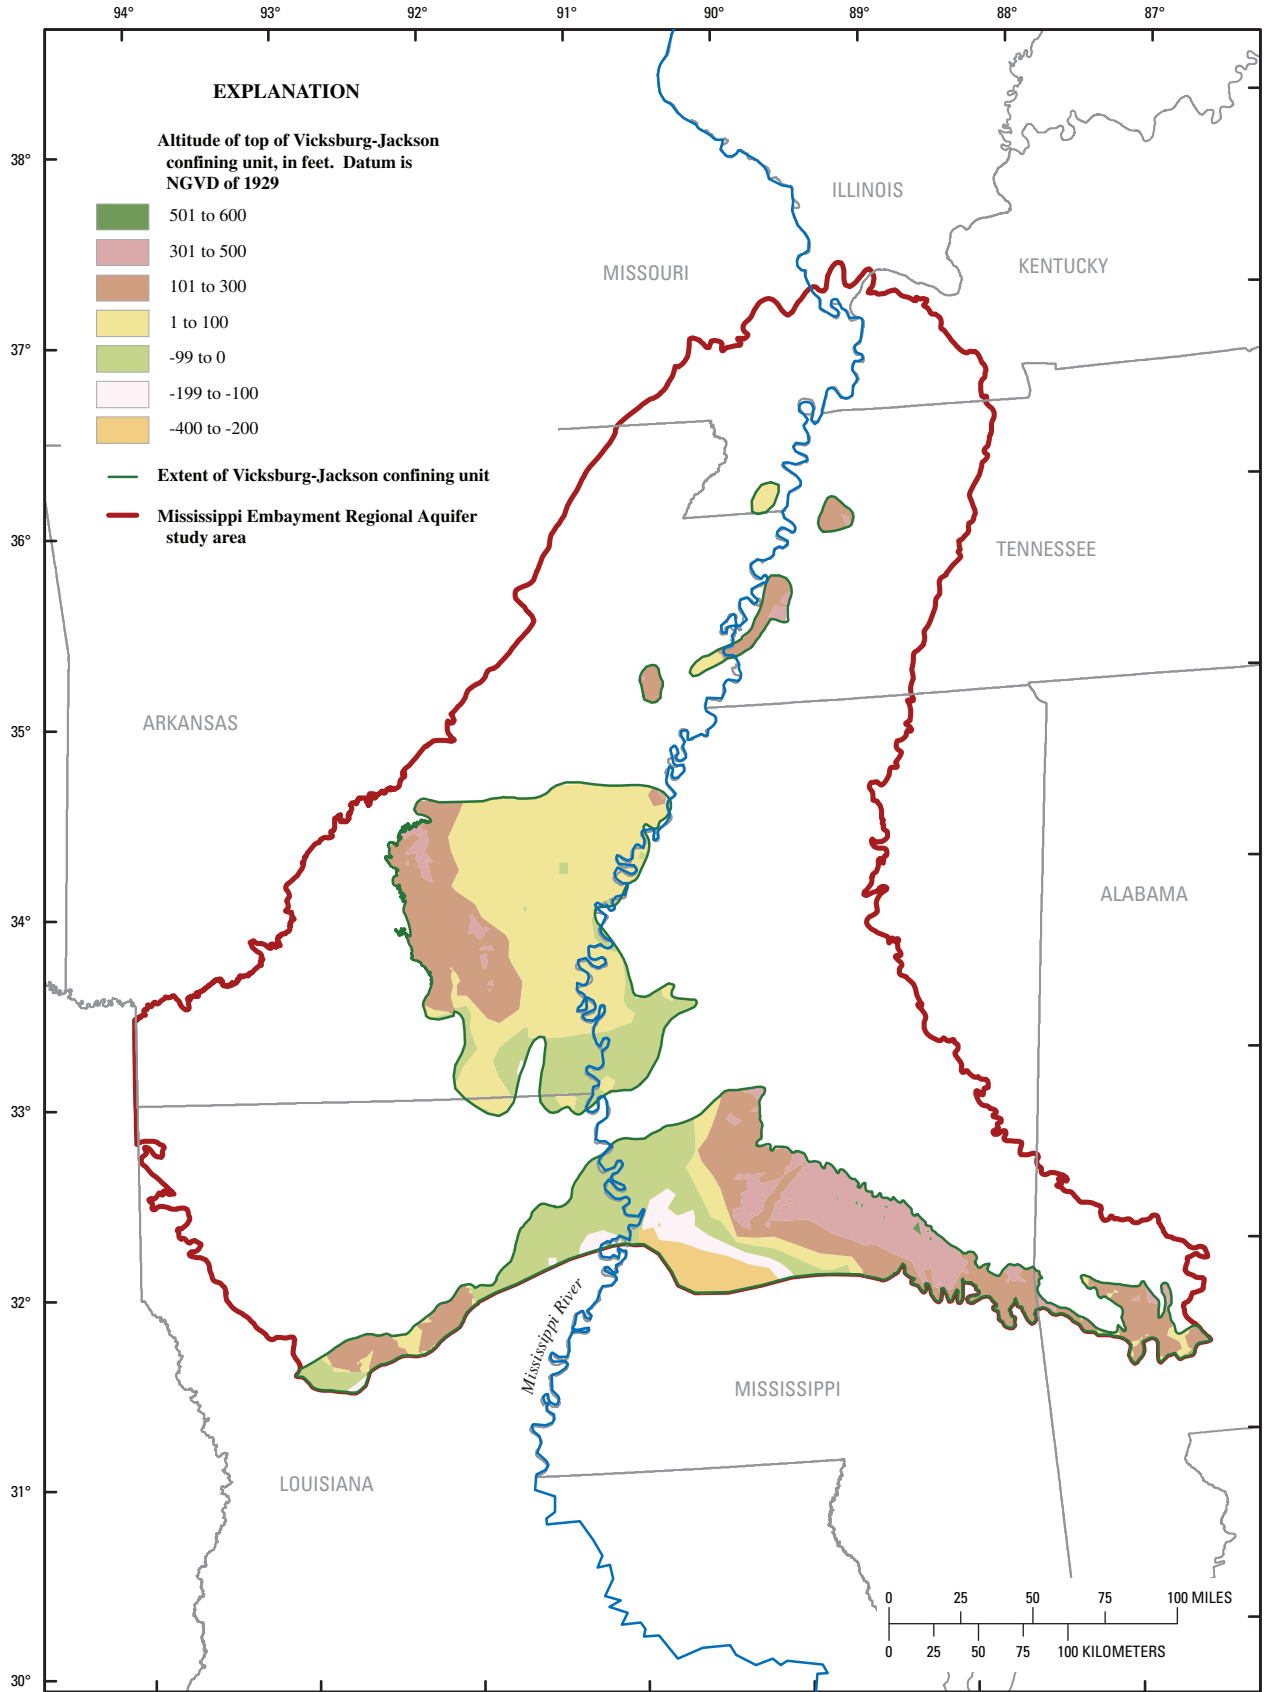 94° 93° 92° 91° 90° 89° 88° 87°
EXPLANATION
Altitude of top of Vicksburg-Jackson
confining unit, in feet. Datum is
NGVD of 1929
501 to 600
301 to 500
101 to 300
1 to 100
-99 to 0
-199 to -100
-400 to -200
Extent of Vicksburg-Jackson confining unit
Mississippi Embayment Regional Aquifer
study area
38°
37°
36°
35°
34°
33°
32°
31°
30°
ILLINOIS
MISSOURI
KENTUCKY
TENNESSEE
ARKANSAS
ALABAMA
Mississippi River
MISSISSIPPI
LOUISIANA
0 25 50 75 100 MILES
0 25 50 75 100 KILOMETERS